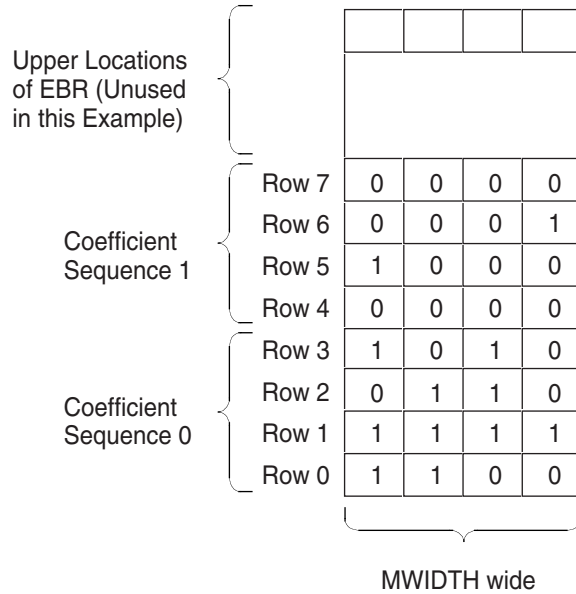 Upper Locations
of EBR (Unused
in this Example)
Coefficient
Sequence 1
Row 7 0 0 0 0
Row 6 0 0 0 1
Row 5 1 0 0 0
Row 4 0 0 0 0
Coefficient
Sequence 0
Row 3 1 0 1 0
Row 2 0 1 1 0
Row 1 1 1 1 1
Row 0 1 1 0 0
MWIDTH wide